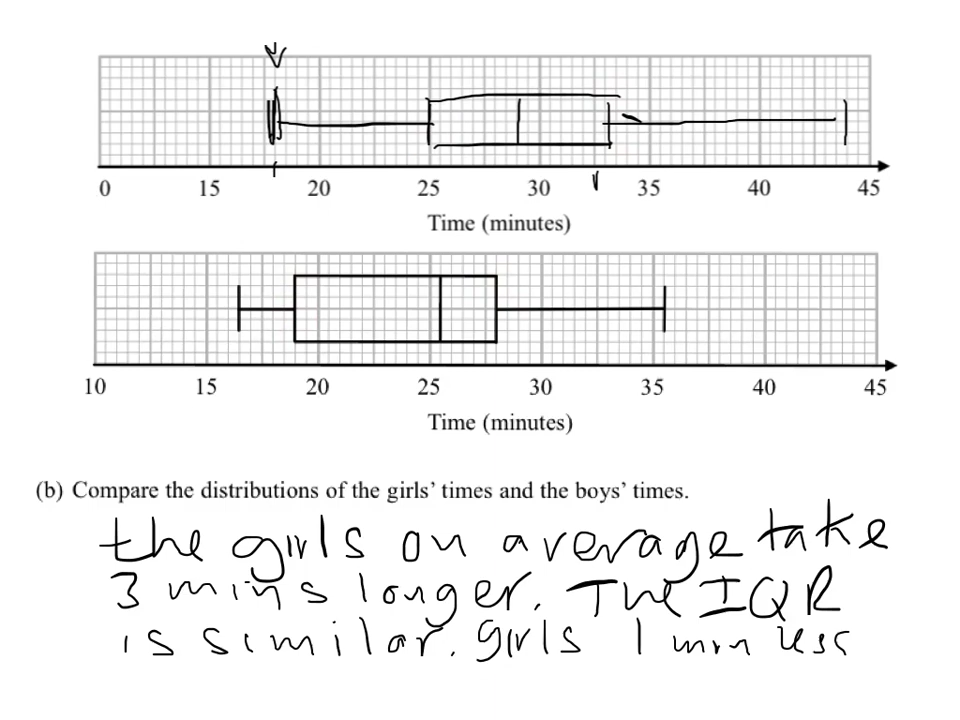 0 15 20 25 30 35 40 45
Time (minutes)
10 15 20 25 30 35 40 45
Time (minutes)
(b) Compare the distributions of the girls' times and the boys' times.
the girls on average take
3 mins longer. The IQR
is similar. girls 1 min less